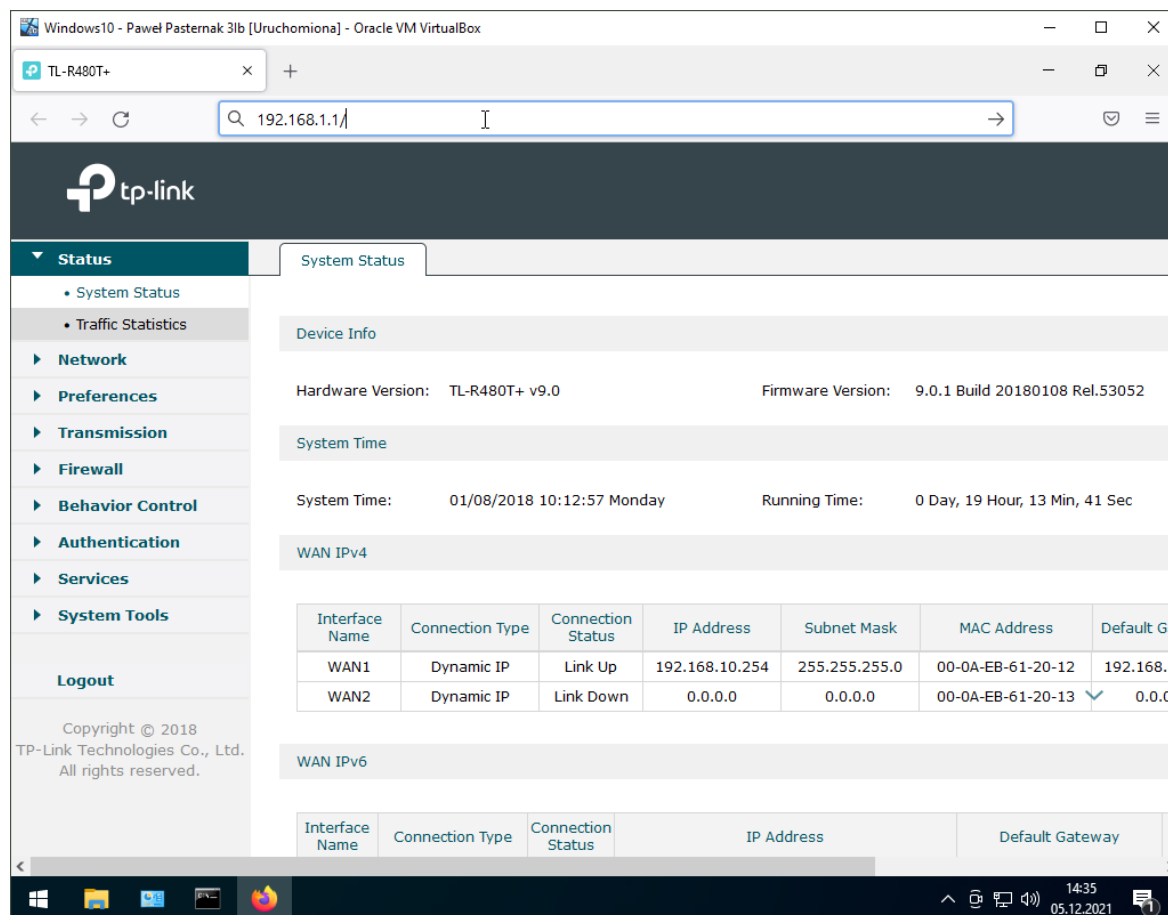 Windows10 - Paweł Pasternak 3lb [Uruchomiona] - Oracle VM VirtualBox
TL-R480T+
192.168.1.1/
tp-link
Status
• System Status
• Traffic Statistics
Network
Preferences
Transmission
Firewall
Behavior Control
Authentication
Services
System Tools
Logout
Copyright © 2018
TP-Link Technologies Co., Ltd.
All rights reserved.
System Status
Device Info
Hardware Version: TL-R480T+ v9.0 Firmware Version: 9.0.1 Build 20180108 Rel.53052
System Time
System Time: 01/08/2018 10:12:57 Monday Running Time: 0 Day, 19 Hour, 13 Min, 41 Sec
WAN IPv4
Interface Name Connection Type Connection Status IP Address Subnet Mask MAC Address Default G
WAN1 Dynamic IP Link Up 192.168.10.254 255.255.255.0 00-0A-EB-61-20-12 192.168.
WAN2 Dynamic IP Link Down 0.0.0.0 0.0.0.0 00-0A-EB-61-20-13 0.0.0
WAN IPv6
Interface Name Connection Type Connection Status IP Address Default Gateway
14:35
05.12.2021
1